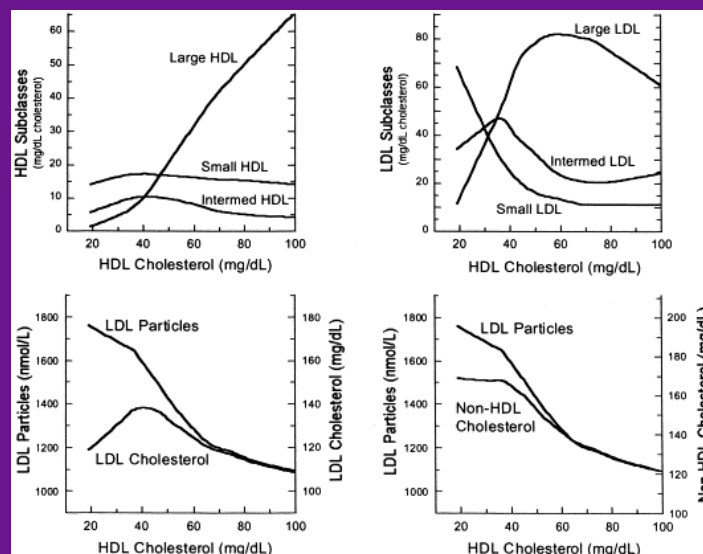 HDL Subclasses
(mg/dL cholesterol)
60
50
40
30
20
10
0
Large HDL
Small HDL
Intermed HDL
20 40 60 80 100
HDL Cholesterol (mg/dL)
LDL Subclasses
(mg/dL cholesterol)
80
60
40
20
0
Large LDL
Intermed LDL
Small LDL
20 40 60 80 100
HDL Cholesterol (mg/dL)
LDL Particles (nmol/L)
1800
1600
1400
1200
1000
LDL Particles
LDL Cholesterol
180
160
140
120
100
LDL Cholesterol (mg/dL)
20 40 60 80 100
HDL Cholesterol (mg/dL)
LDL Particles (nmol/L)
1800
1600
1400
1200
1000
LDL Particles
Non-HDL
Cholesterol
200
180
160
140
120
100
Non-HDL Cholesterol (mg/dL)
20 40 60 80 100
HDL Cholesterol (mg/dL)